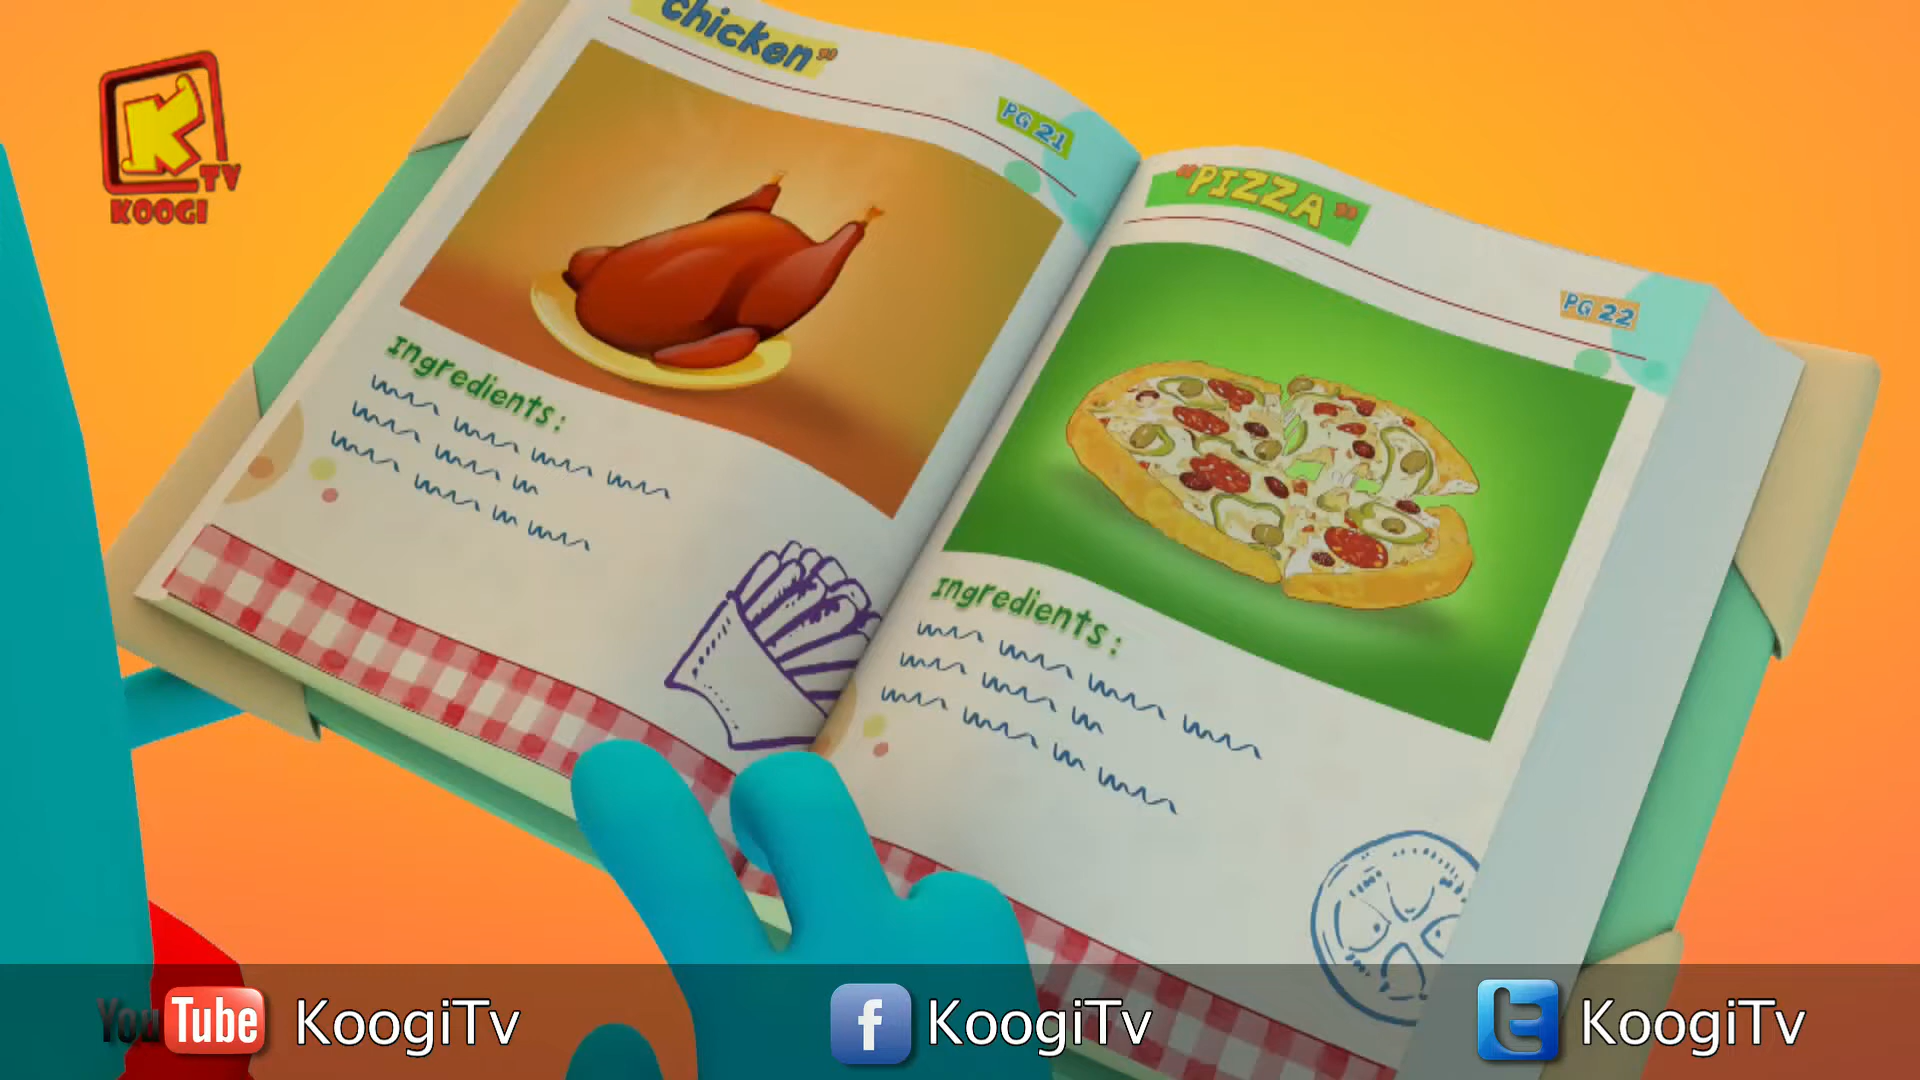 K TV
KOOGI
Chicken"
PG 21
Ingredients:
"PIZZA"
PG 22
Ingredients:
YouTube KoogiTv
f KoogiTv
t KoogiTv